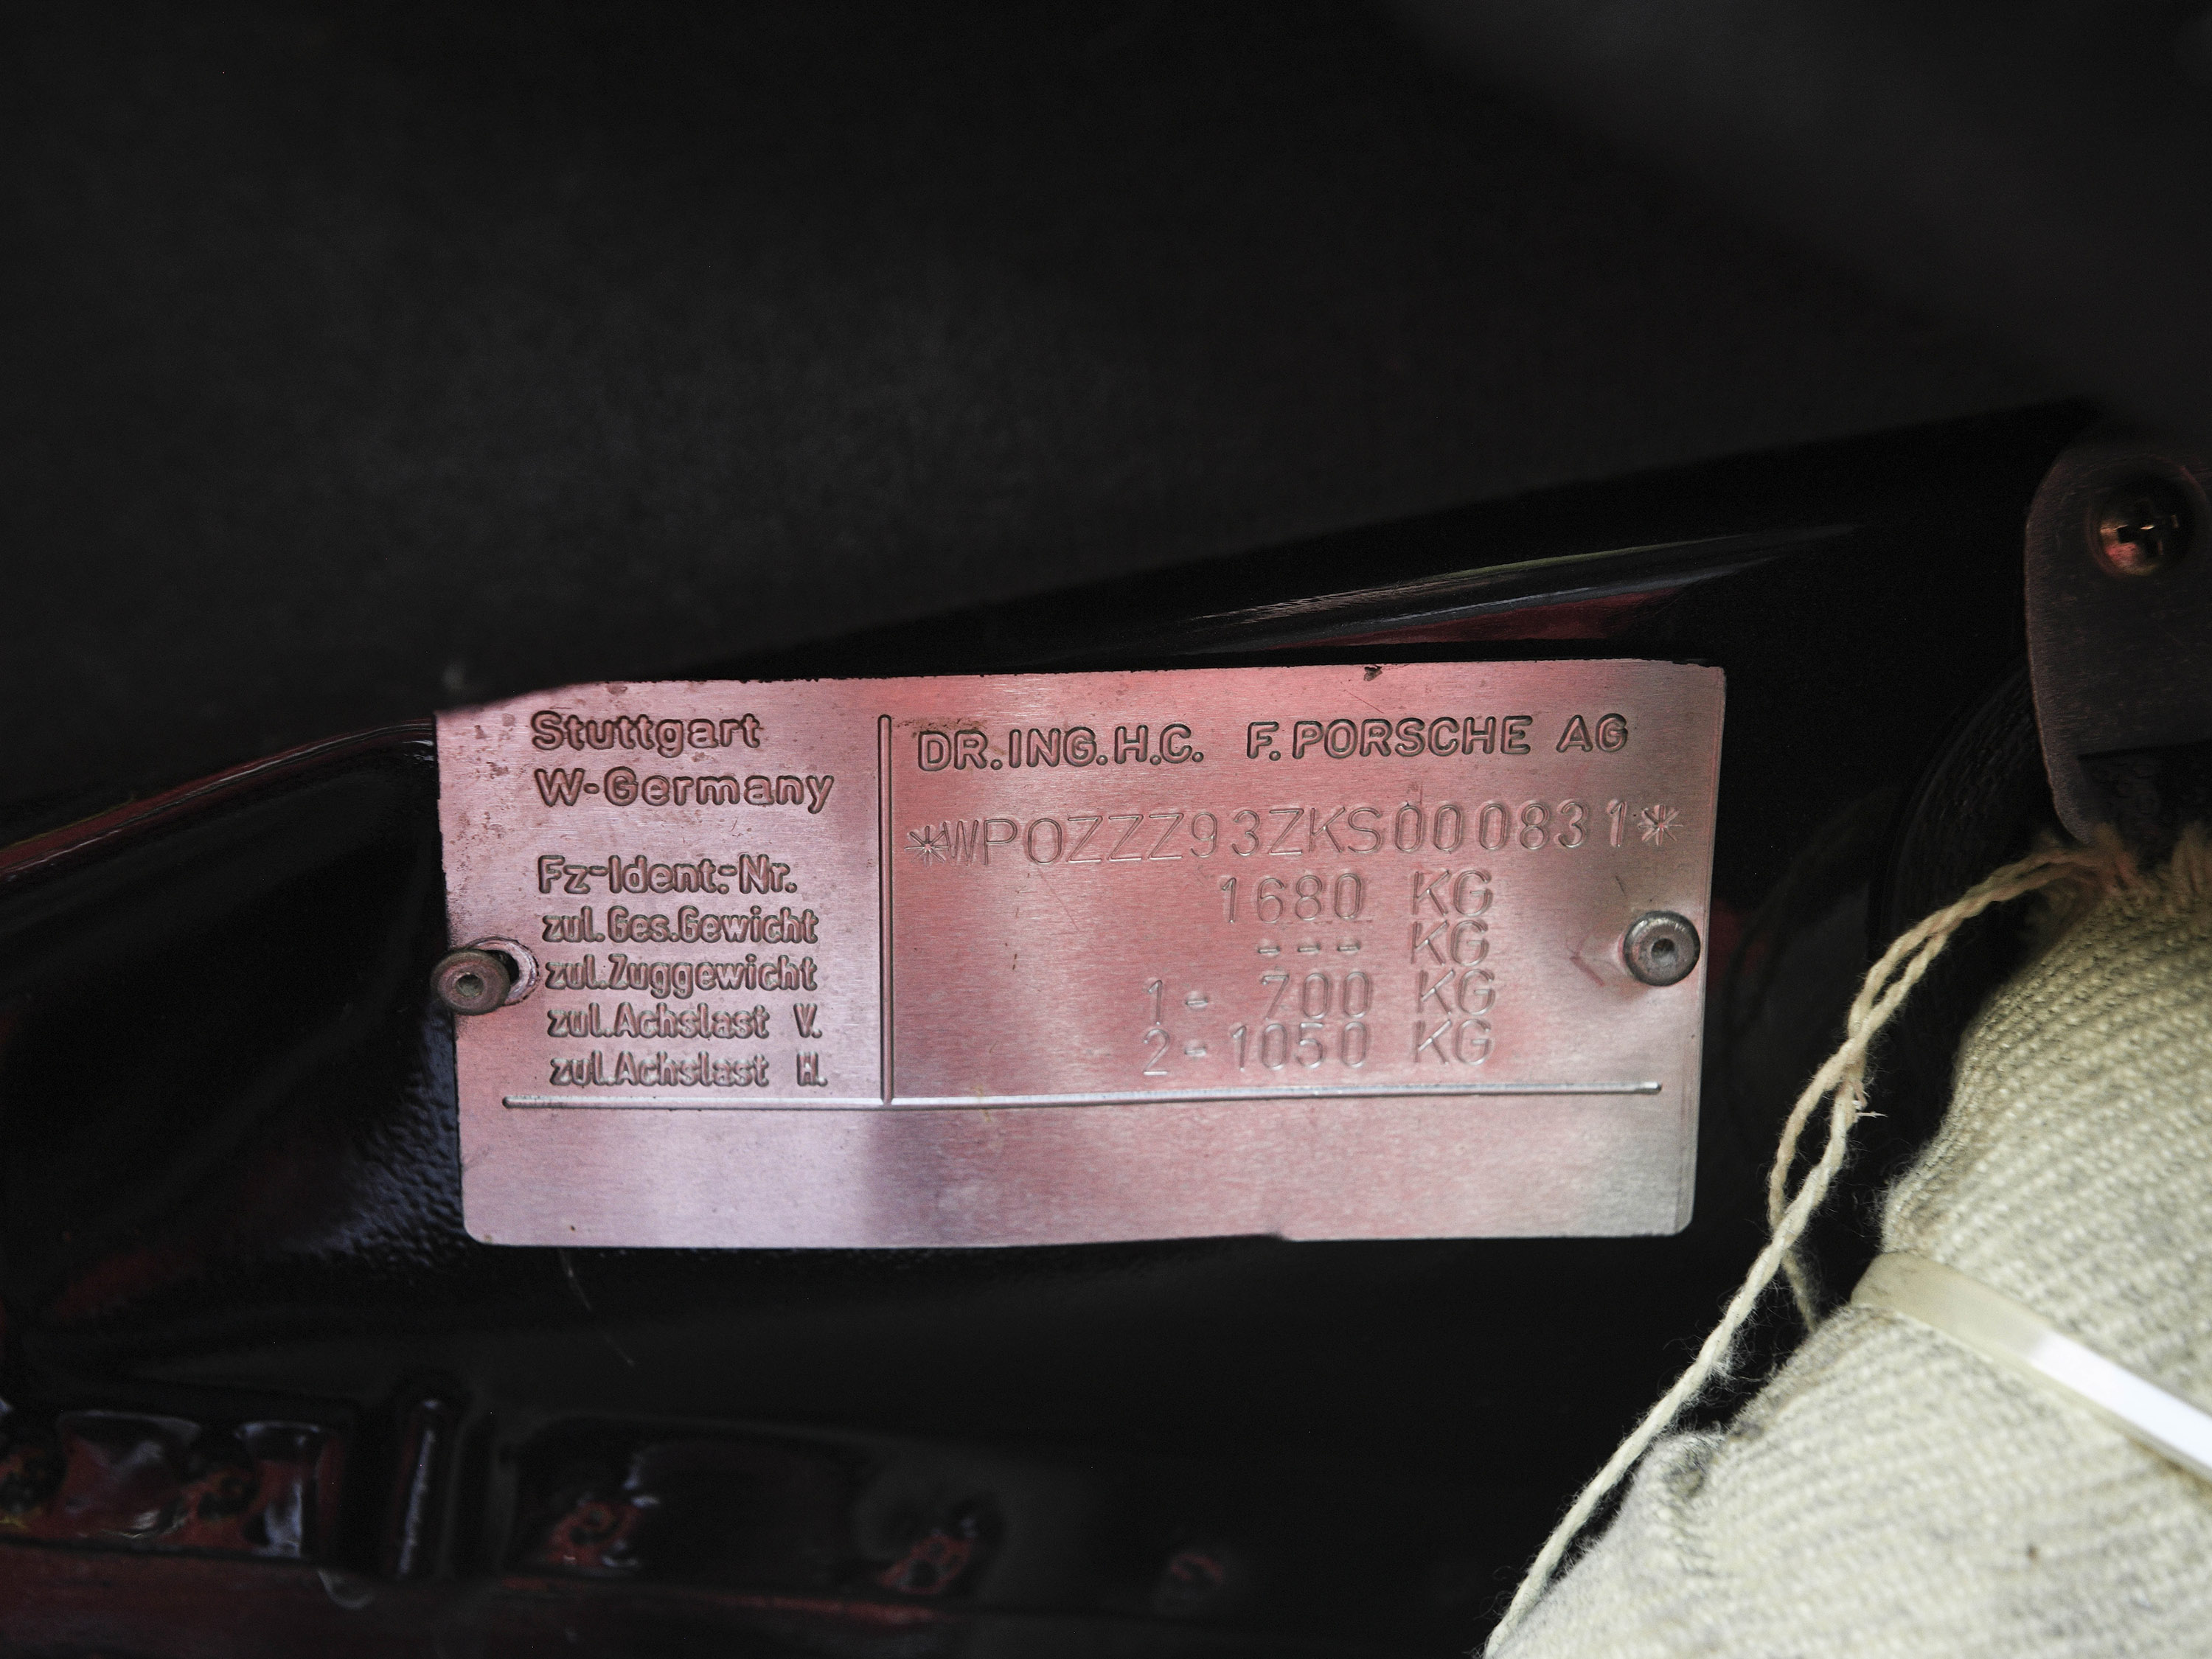 Stuttgart
W-Germany
DR.ING.H.C. F.PORSCHE AG
Fz-Ident.-Nr. *WP0ZZZ93ZKS000831*
zul.Ges.Gewicht 1680 KG
zul.Zuggewicht --- KG
zul.Achslast V. 1- 700 KG
zul.Achslast H. 2-1050 KG